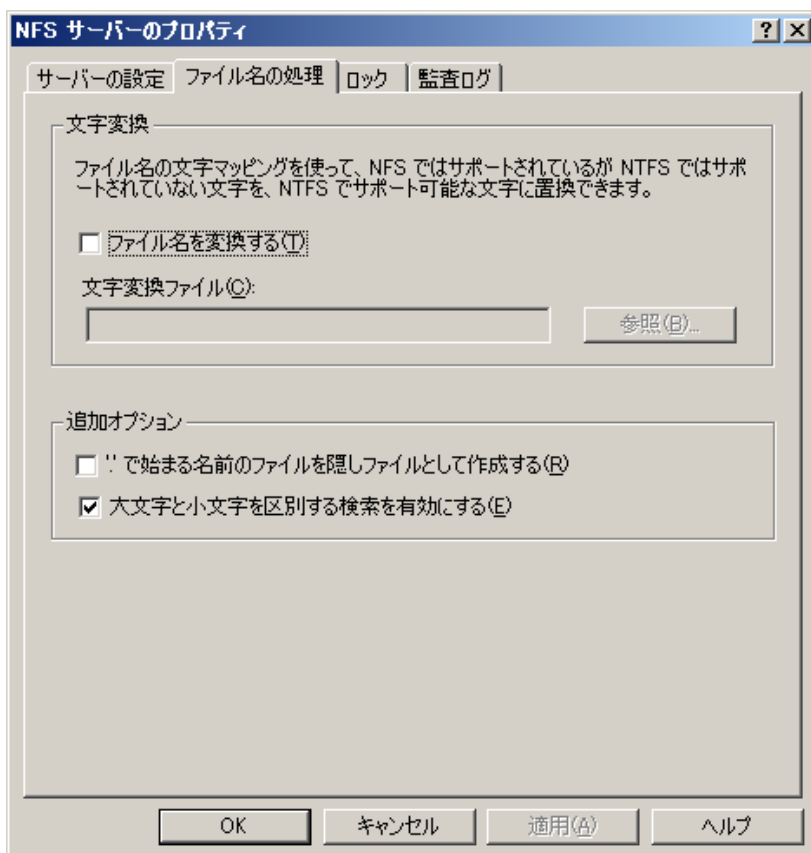 NFS サーバーのプロパティ
サーバーの設定 ファイル名の処理 ロック 監査ログ
文字変換
ファイル名の文字マッピングを使って、NFS ではサポートされているが NTFS ではサポ
ートされていない文字を、NTFS でサポート可能な文字に置換できます。
ファイル名を変換する(T)
文字変換ファイル(C):
参照(B)...
追加オプション
'.' で始まる名前のファイルを隠しファイルとして作成する(R)
大文字と小文字を区別する検索を有効にする(E)
OK キャンセル 適用(A) ヘルプ